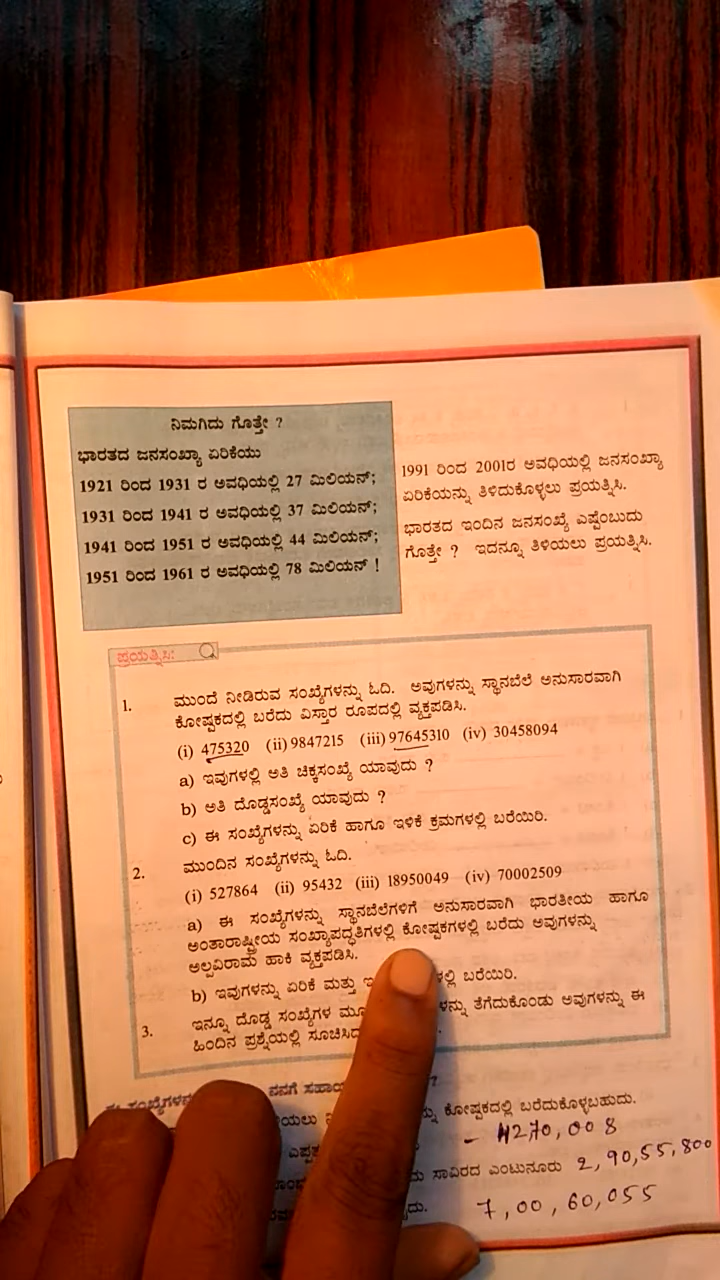 ನಿಮಗಿದು ಗೊತ್ತೇ ?
ಭಾರತದ ಜನಸಂಖ್ಯಾ ಏರಿಕೆಯು
1921 ರಿಂದ 1931 ರ ಅವಧಿಯಲ್ಲಿ 27 ಮಿಲಿಯನ್;
1931 ರಿಂದ 1941 ರ ಅವಧಿಯಲ್ಲಿ 37 ಮಿಲಿಯನ್;
1941 ರಿಂದ 1951 ರ ಅವಧಿಯಲ್ಲಿ 44 ಮಿಲಿಯನ್;
1951 ರಿಂದ 1961 ರ ಅವಧಿಯಲ್ಲಿ 78 ಮಿಲಿಯನ್ !
1991 ರಿಂದ 2001ರ ಅವಧಿಯಲ್ಲಿ ಜನಸಂಖ್ಯಾ
ಏರಿಕೆಯನ್ನು ತಿಳಿದುಕೊಳ್ಳಲು ಪ್ರಯತ್ನಿಸಿ.
ಭಾರತದ ಇಂದಿನ ಜನಸಂಖ್ಯೆ ಎಷ್ಟೆಂಬುದು
ಗೊತ್ತೇ ? ಇದನ್ನೂ ತಿಳಿಯಲು ಪ್ರಯತ್ನಿಸಿ.
ಪ್ರಯತ್ನಿಸಿ:
1. ಮುಂದೆ ನೀಡಿರುವ ಸಂಖ್ಯೆಗಳನ್ನು ಓದಿ. ಅವುಗಳನ್ನು ಸ್ಥಾನಬೆಲೆ ಅನುಸಾರವಾಗಿ
ಕೋಷ್ಟಕದಲ್ಲಿ ಬರೆದು ವಿಸ್ತಾರ ರೂಪದಲ್ಲಿ ವ್ಯಕ್ತಪಡಿಸಿ.
(i) 475320 (ii) 9847215 (iii) 97645310 (iv) 30458094
a) ಇವುಗಳಲ್ಲಿ ಅತಿ ಚಿಕ್ಕಸಂಖ್ಯೆ ಯಾವುದು ?
b) ಅತಿ ದೊಡ್ಡಸಂಖ್ಯೆ ಯಾವುದು ?
c) ಈ ಸಂಖ್ಯೆಗಳನ್ನು ಏರಿಕೆ ಹಾಗೂ ಇಳಿಕೆ ಕ್ರಮಗಳಲ್ಲಿ ಬರೆಯಿರಿ.
2. ಮುಂದಿನ ಸಂಖ್ಯೆಗಳನ್ನು ಓದಿ.
(i) 527864 (ii) 95432 (iii) 18950049 (iv) 70002509
a) ಈ ಸಂಖ್ಯೆಗಳನ್ನು ಸ್ಥಾನಬೆಲೆಗಳಿಗೆ ಅನುಸಾರವಾಗಿ ಭಾರತೀಯ ಹಾಗೂ
ಅಂತಾರಾಷ್ಟ್ರೀಯ ಸಂಖ್ಯಾಪದ್ಧತಿಗಳಲ್ಲಿ ಕೋಷ್ಟಕಗಳಲ್ಲಿ ಬರೆದು ಅವುಗಳನ್ನು
ಅಲ್ಪವಿರಾಮ ಹಾಕಿ ವ್ಯಕ್ತಪಡಿಸಿ.
b) ಇವುಗಳನ್ನು ಏರಿಕೆ ಮತ್ತು ಬರೆಯಿರಿ.
3. ಇನ್ನೂ ದೊಡ್ಡ ಸಂಖ್ಯೆಗಳ ತೆಗೆದುಕೊಂಡು ಅವುಗಳನ್ನು ಈ
ಹಿಂದಿನ ಪ್ರಶ್ನೆಯಲ್ಲಿ
ನನಗೆ
ಕೋಷ್ಟಕದಲ್ಲಿ ಬರೆದುಕೊಳ್ಳಬಹುದು.
- 4270,008
ಸಾವಿರದ ಎಂಟುನೂರು 2,90,55,800
7,00,60,055